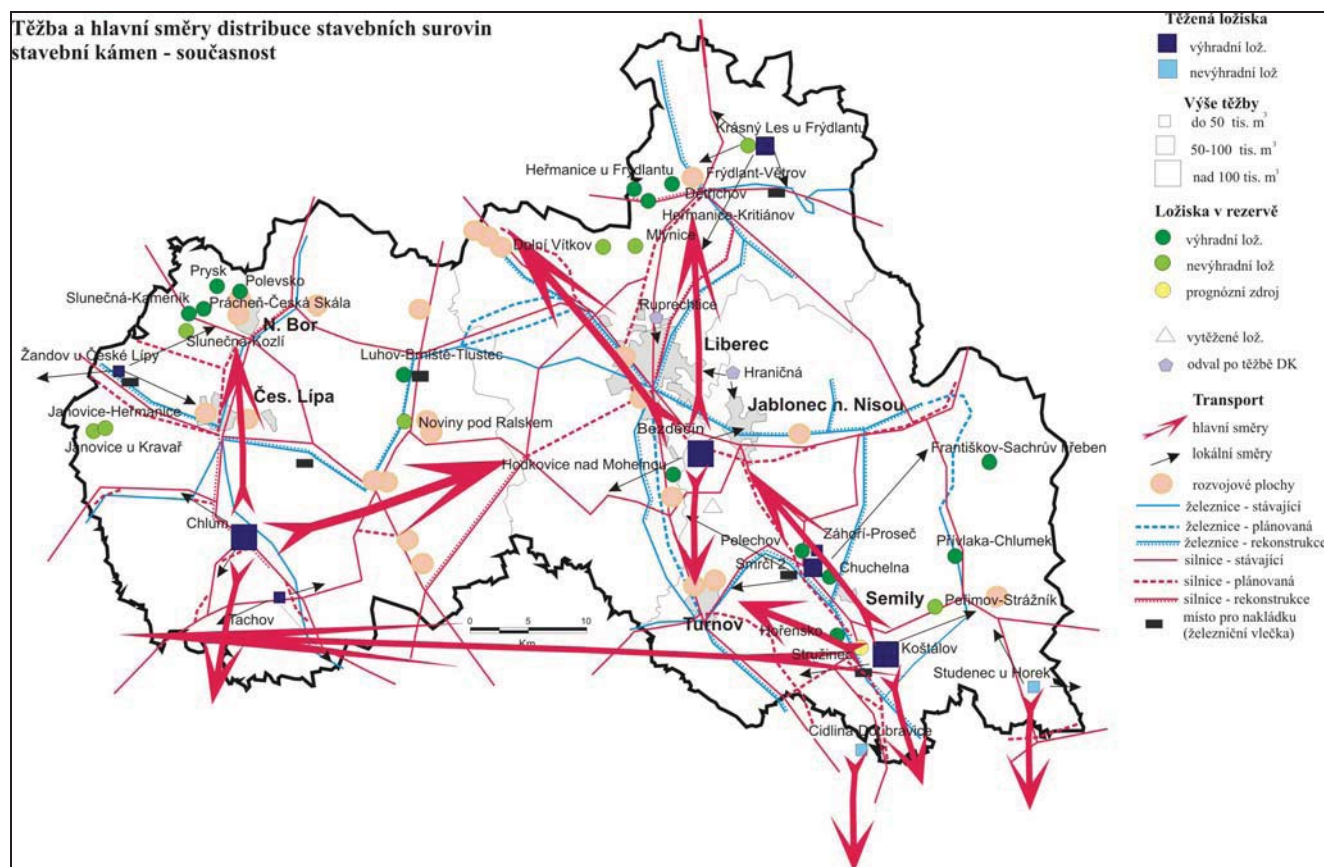 Těžba a hlavní směry distribuce stavebních surovin
stavební kámen - současnost
Krásný Les u Frýdlantu
Heřmanice u Frýdlantu
Frýdlant-Větrov
Dětřichov
Heřmanice-Kritiánov
Dolní Vítkov
Mlýnice
Prysk
Polevsko
Slunečná-Kameník
Prácheň-Česká Skála
N. Bor
Slunečná-Kozlí
Ruprechtice
Žandov u České Lípy
Luhov-Brniště-Tlustec
Liberec
Hraničná
Čes. Lípa
Janovice-Heřmanice
Jablonec n. Nisou
Noviny pod Ralskem
Bezděčín
Janovice u Kravař
Františkov-Sachrův Hřeben
Hodkovice nad Mohelnou
Chlum
Záhoří-Proseč
Pelechov
Přívlaka-Chlumek
Smrčí 2
Chuchelna
Semily
Peřimov-Strážník
Tachov
Turnov
0 5 10
Km
Hořensko
Stružinec
Koštálov
Studenec u Horek
Cidlina-Doubravice
Těžená ložiska
výhradní lož.
nevýhradní lož
Výše těžby
do 50 tis. m³
50-100 tis. m³
nad 100 tis. m³
Ložiska v rezervě
výhradní lož.
nevýhradní lož
prognózní zdroj
vytěžené lož.
odval po těžbě DK
Transport
hlavní směry
lokální směry
rozvojové plochy
železnice - stávající
železnice - plánovaná
železnice - rekonstrukce
silnice - stávající
silnice - plánovaná
silnice - rekonstrukce
místo pro nakládku
(železniční vlečka)